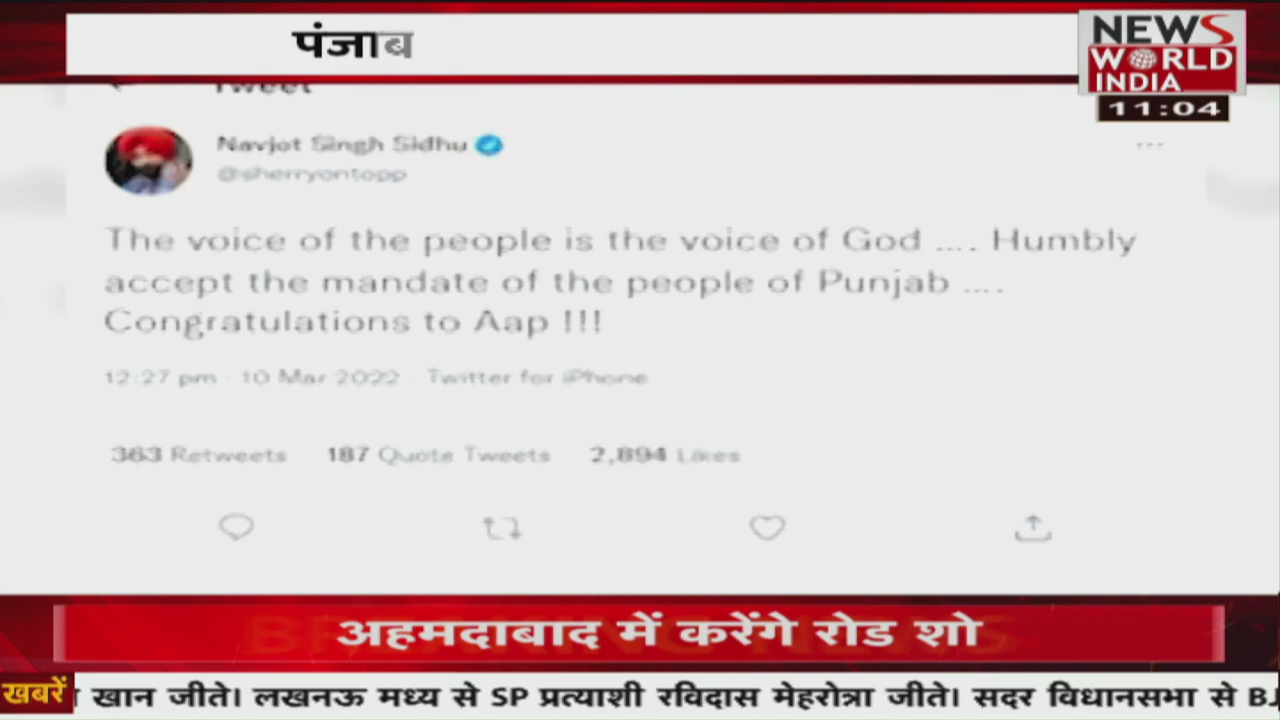 पंजाब
NEWS
WORLD
INDIA
11:04
Tweet
Navjot Singh Sidhu
@sherryontopp
The voice of the people is the voice of God .... Humbly
accept the mandate of the people of Punjab ....
Congratulations to Aap !!!
12:27 pm · 10 Mar 2022 · Twitter for iPhone
363 Retweets 187 Quote Tweets 2,894 Likes
अहमदाबाद में करेंगे रोड शो
खबरें खान जीते। लखनऊ मध्य से SP प्रत्याशी रविदास मेहरोत्रा जीते। सदर विधानसभा से